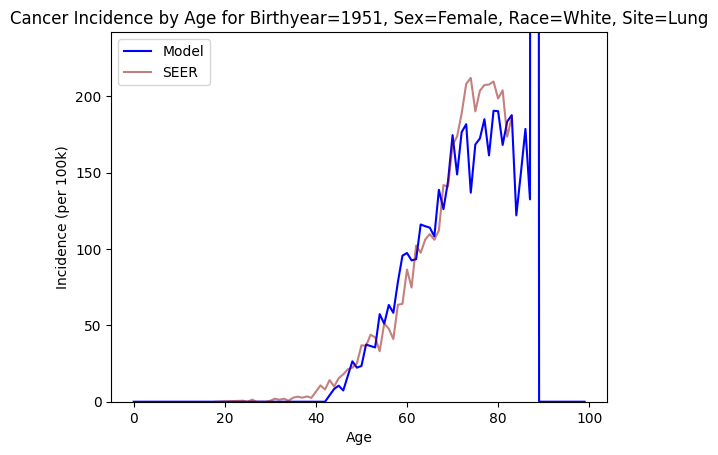 Cancer Incidence by Age for Birthyear=1951, Sex=Female, Race=White, Site=Lung
Model
SEER
200
150
100
50
0
Incidence (per 100k)
0 20 40 60 80 100
Age